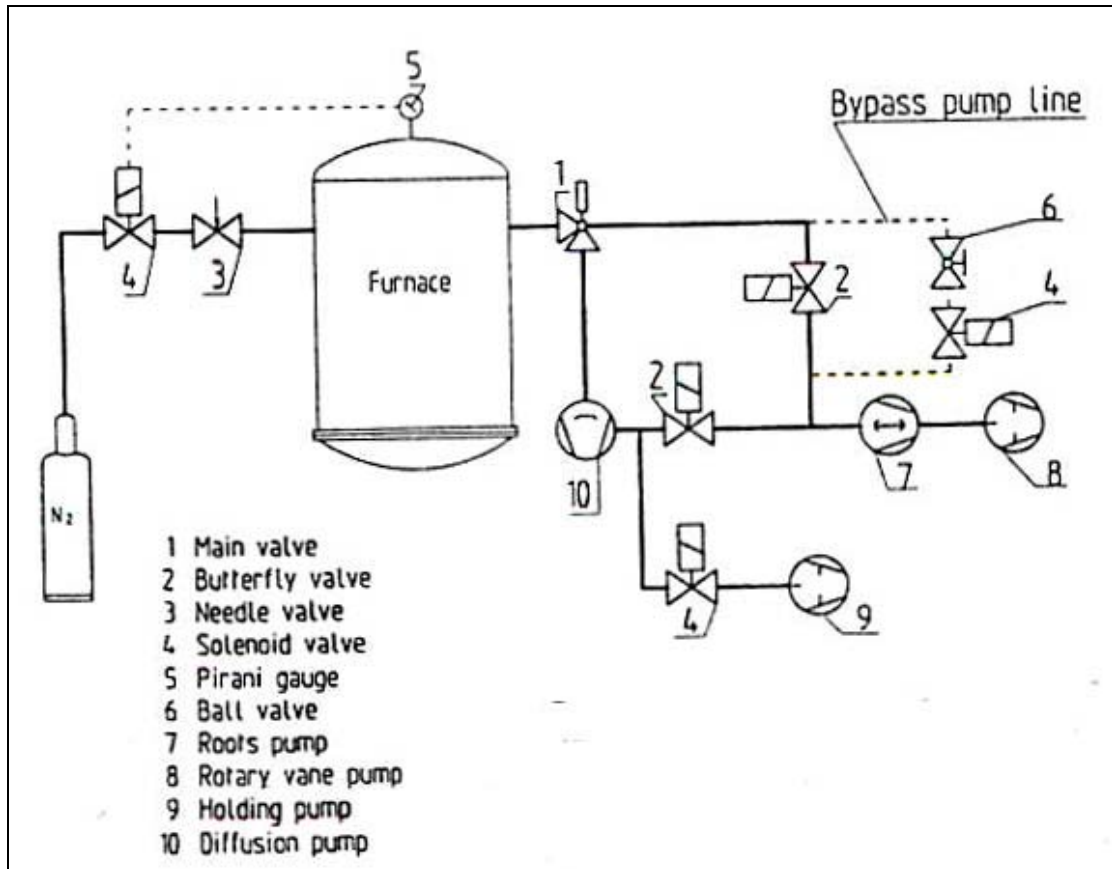 5
Bypass pump line
1
6
4
3
Furnace
2
4
2
10
7
8
N2
4
9
1 Main valve
2 Butterfly valve
3 Needle valve
4 Solenoid valve
5 Pirani gauge
6 Ball valve
7 Roots pump
8 Rotary vane pump
9 Holding pump
10 Diffusion pump